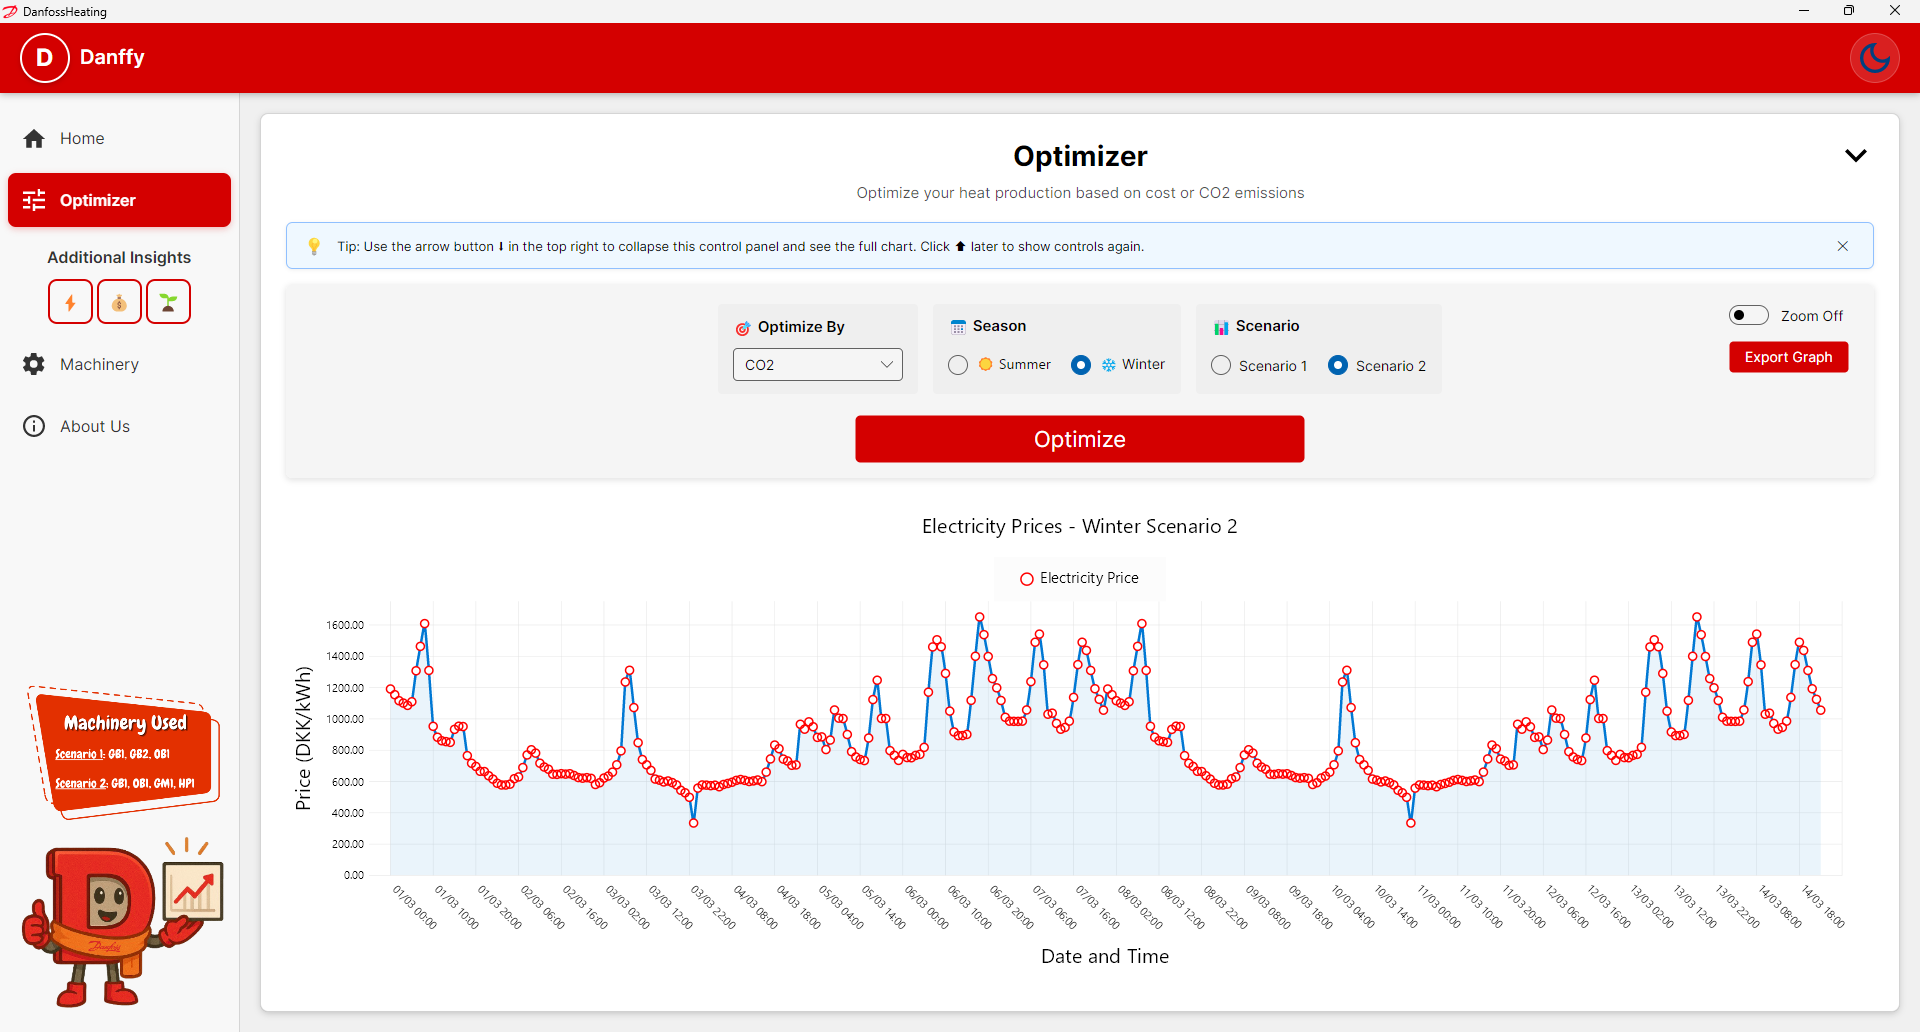 DanfossHeating
D Danffy
Home
Optimizer
Additional Insights
Machinery
About Us
Machinery Used
Scenario 1: GB1, GB2, OB1
Scenario 2: GB1, OB1, GM1, HP1
Danfoss
Optimizer
Optimize your heat production based on cost or CO2 emissions
Tip: Use the arrow button ⬇ in the top right to collapse this control panel and see the full chart. Click ⬆ later to show controls again.
Optimize By
CO2
Season
Summer Winter
Scenario
Scenario 1 Scenario 2
Zoom Off
Export Graph
Optimize
Electricity Prices - Winter Scenario 2
Electricity Price
Price (DKK/kWh)
1600.00
1400.00
1200.00
1000.00
800.00
600.00
400.00
200.00
0.00
01/03 00:00
01/03 10:00
01/03 20:00
02/03 06:00
02/03 16:00
03/03 02:00
03/03 12:00
03/03 22:00
04/03 08:00
04/03 18:00
05/03 04:00
05/03 14:00
06/03 00:00
06/03 10:00
06/03 20:00
07/03 06:00
07/03 16:00
08/03 02:00
08/03 12:00
08/03 22:00
09/03 08:00
09/03 18:00
10/03 04:00
10/03 14:00
11/03 00:00
11/03 10:00
11/03 20:00
12/03 06:00
12/03 16:00
13/03 02:00
13/03 12:00
13/03 22:00
14/03 08:00
14/03 18:00
Date and Time